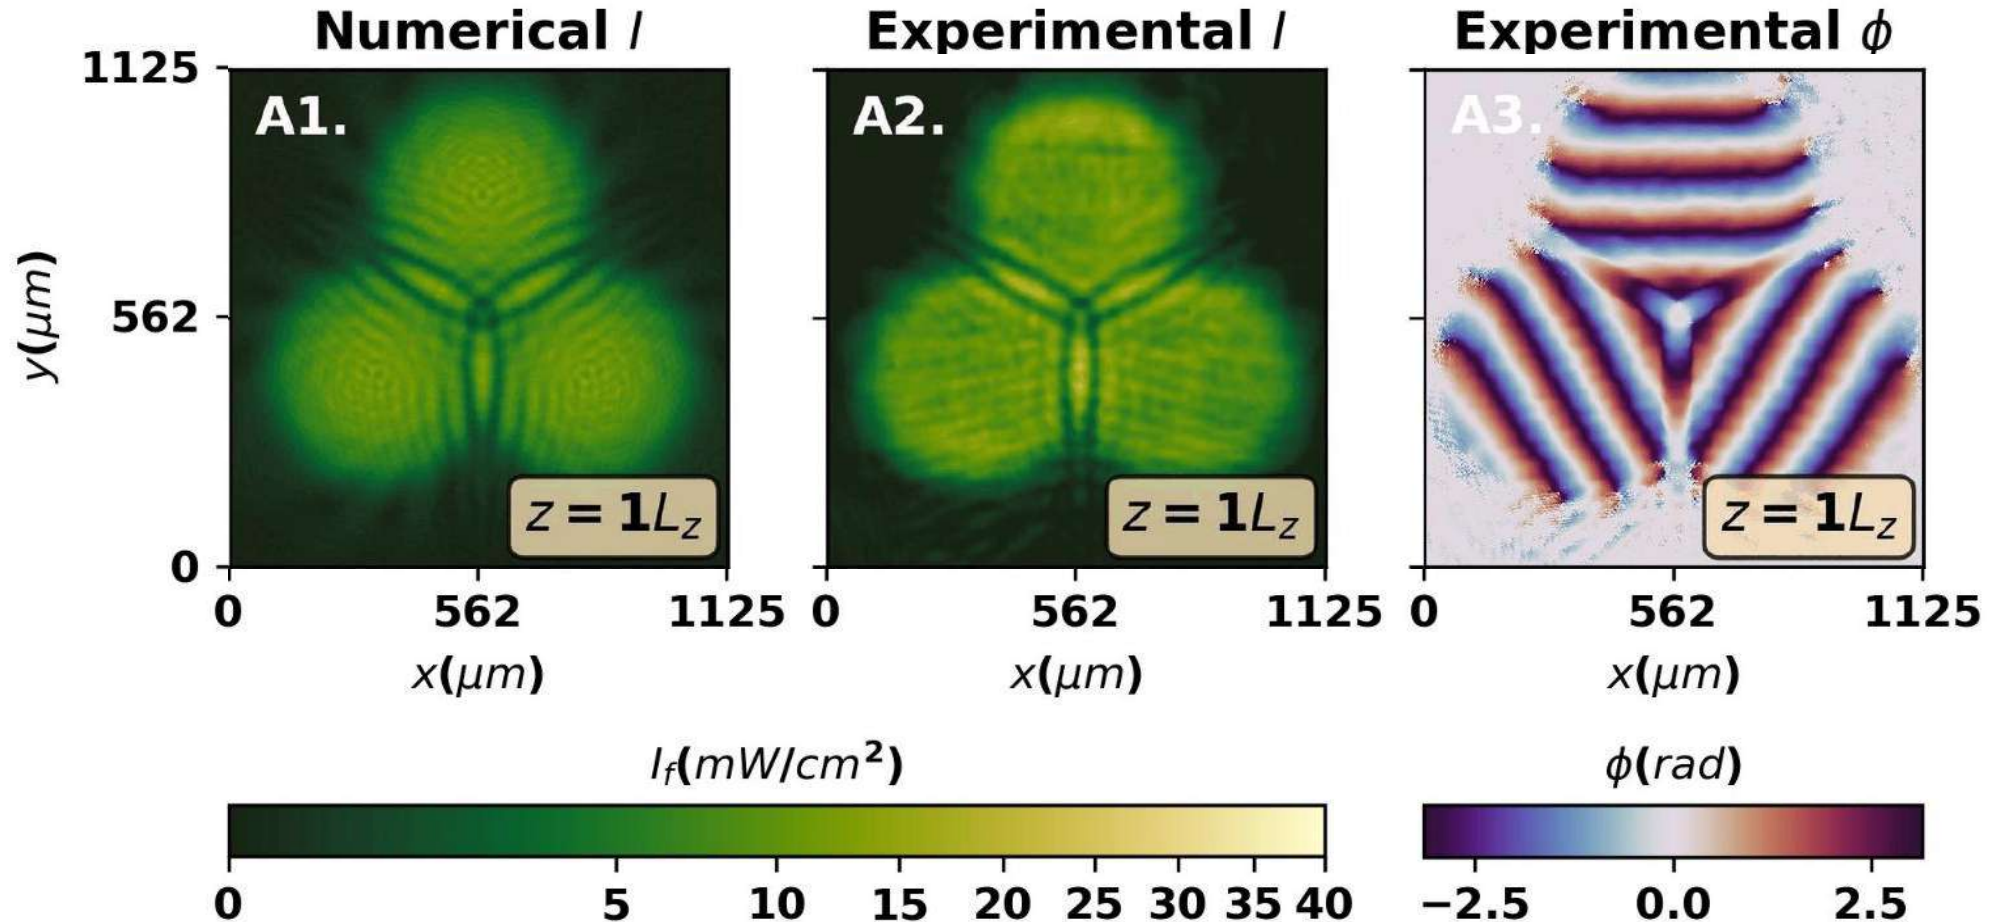 Numerical I
Experimental I
Experimental ϕ
1125
562
0
y(μm)
A1.
z = 1L_z
A2.
z = 1L_z
A3.
z = 1L_z
0 562 1125
0 562 1125
0 562 1125
x(μm)
x(μm)
x(μm)
I_f(mW/cm²)
0 5 10 15 20 25 30 35 40
ϕ(rad)
−2.5 0.0 2.5